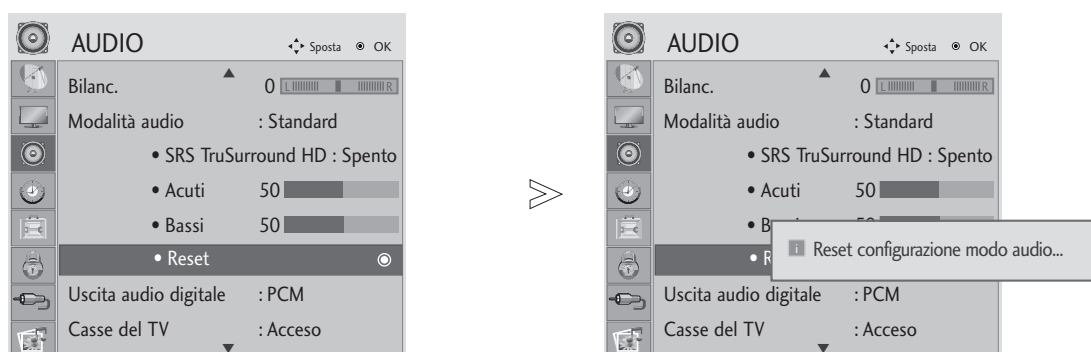 AUDIO Sposta OK
Bilanc. 0 L R
Modalità audio : Standard
• SRS TruSurround HD : Spento
• Acuti 50
• Bassi 50
• Reset
Uscita audio digitale : PCM
Casse del TV : Acceso
AUDIO Sposta OK
Bilanc. 0 L R
Modalità audio : Standard
• SRS TruSurround HD : Spento
• Acuti 50
i Reset configurazione modo audio...
Uscita audio digitale : PCM
Casse del TV : Acceso